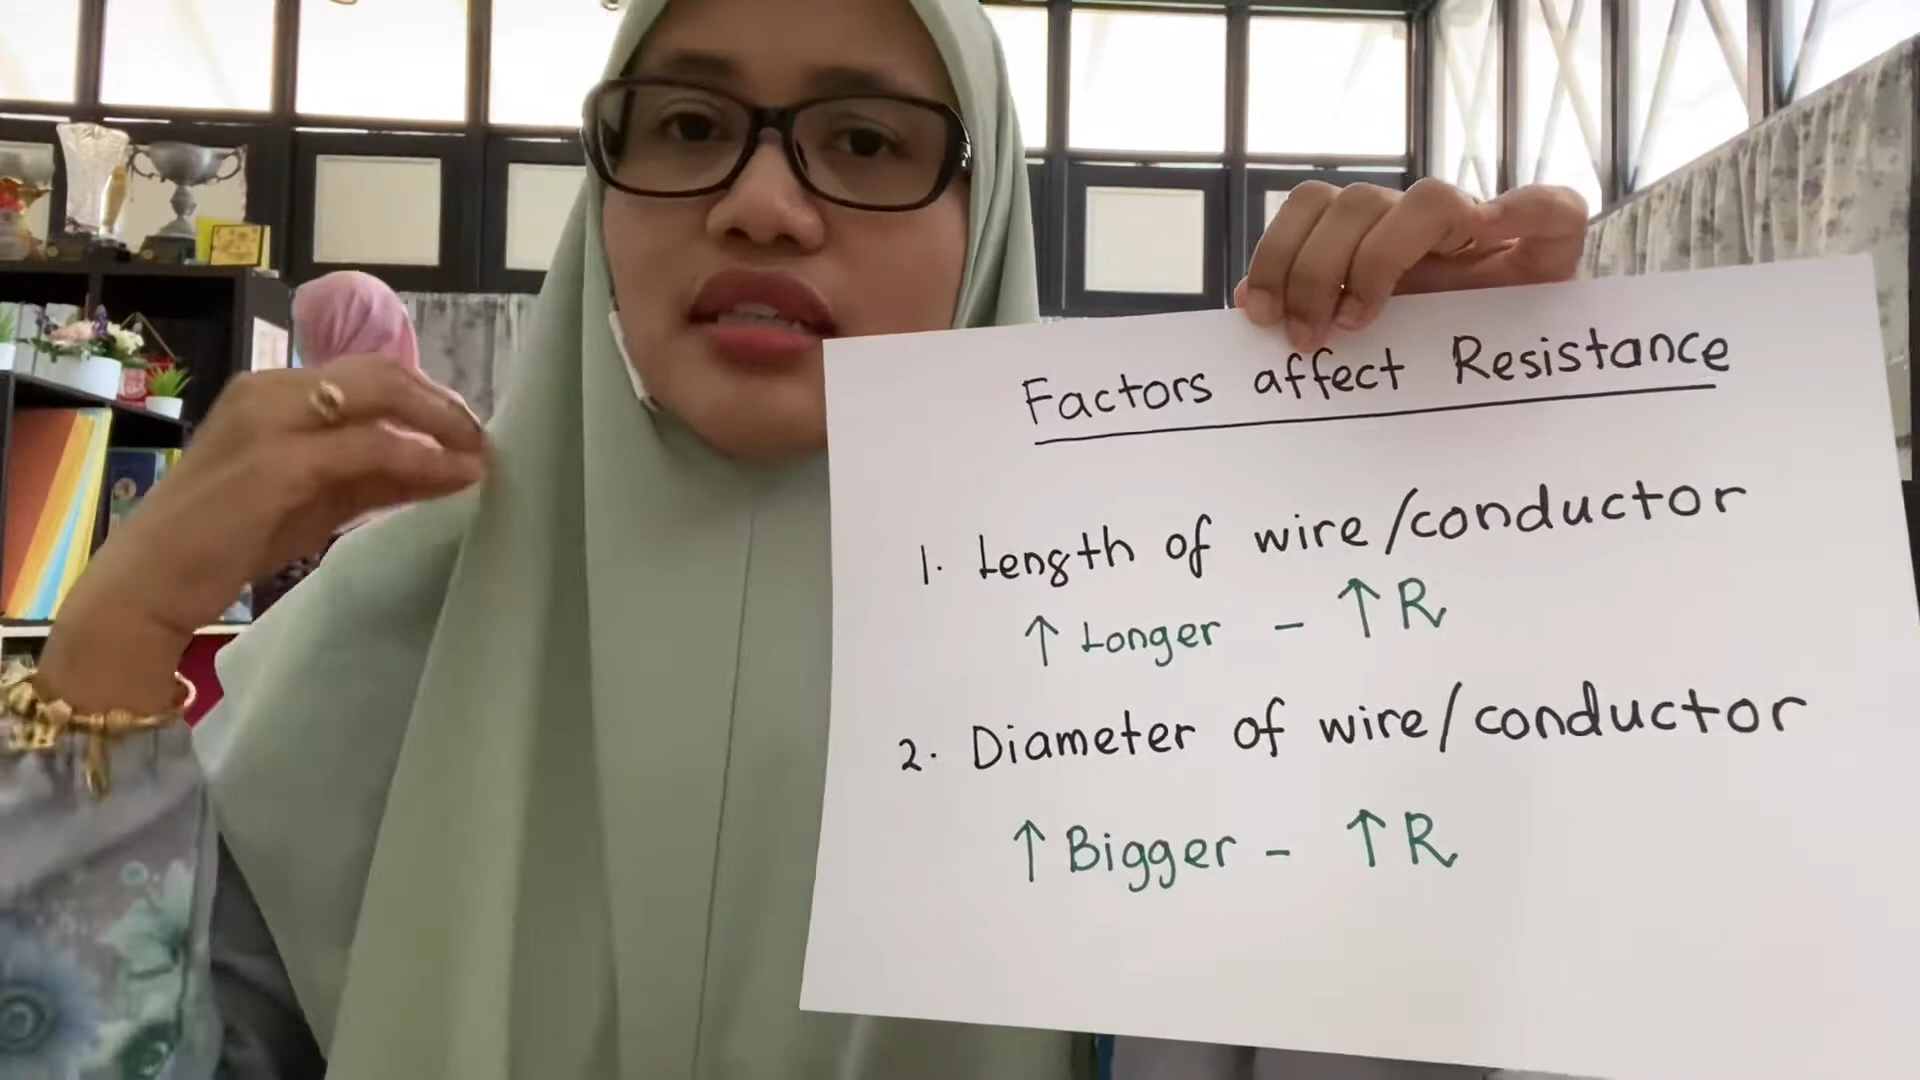 Factors affect Resistance
1. Length of wire/conductor
↑ Longer - ↑ R
2. Diameter of wire/conductor
↑ Bigger - ↑ R